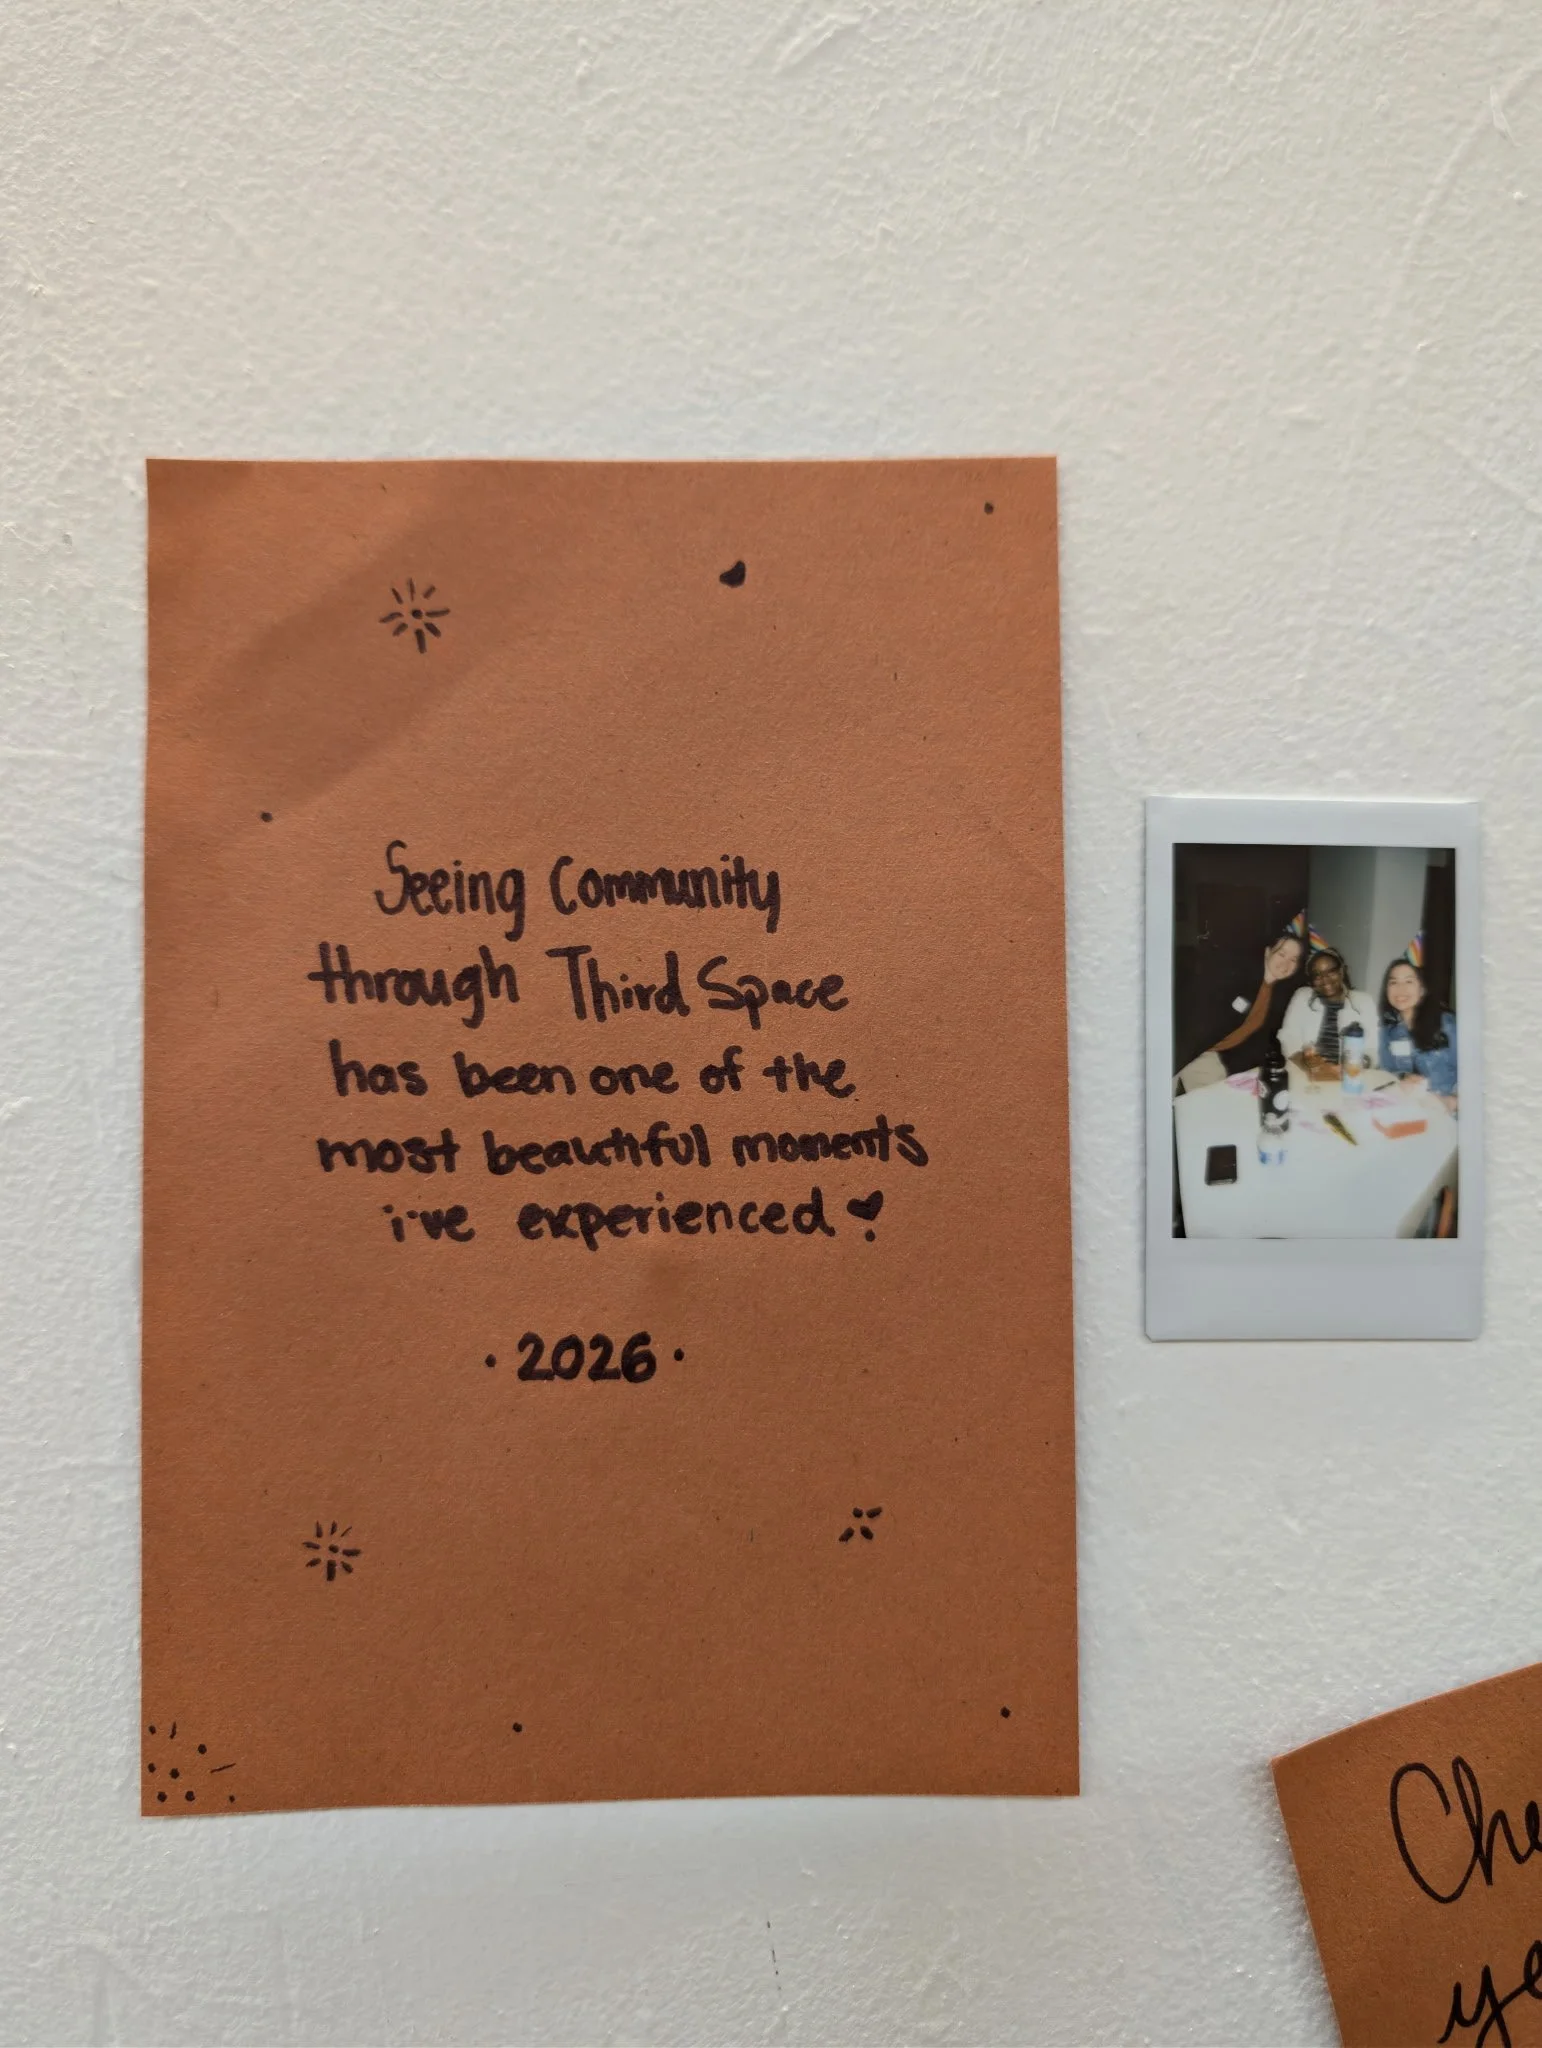 Seeing Community
through Third Space
has been one of the
most beautiful moments
i've experienced
· 2026 ·